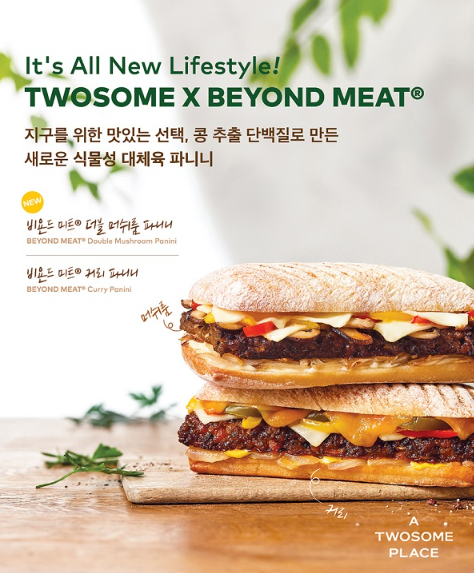 It's All New Lifestyle!
TWOSOME X BEYOND MEAT®
지구를 위한 맛있는 선택, 콩 추출 단백질로 만든
새로운 식물성 대체육 파니니
NEW
비욘드 미트® 더블 머쉬룸 파니니
BEYOND MEAT® Double Mushroom Panini
비욘드 미트® 커리 파니니
BEYOND MEAT® Curry Panini
머쉬룸
커리
A
TWOSOME
PLACE